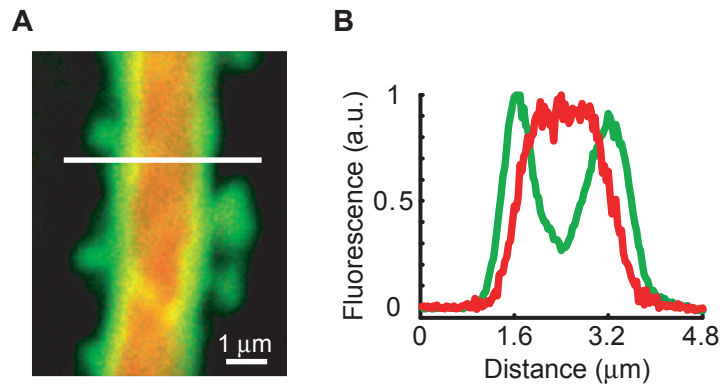 A
1 μm
B
Fluorescence (a.u.)
1
0.5
0
0
1.6
3.2
4.8
Distance (μm)